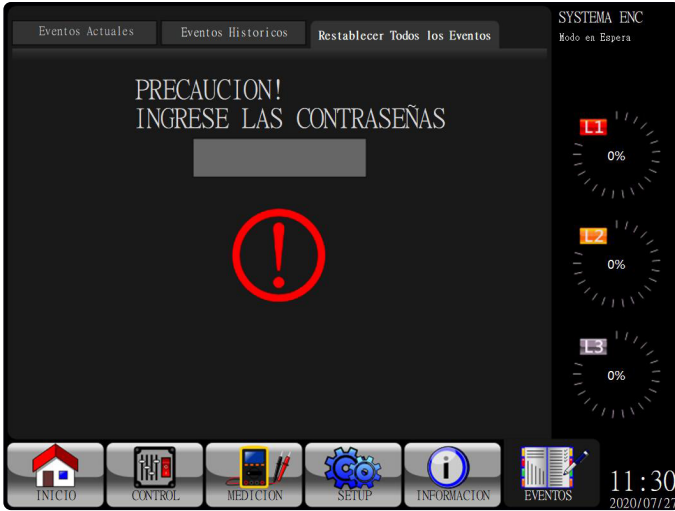 Eventos Actuales
Eventos Historicos
Restablecer Todos los Eventos
SYSTEMA ENC
Modo en Espera
PRECAUCION!
INGRESE LAS CONTRASEÑAS
L1
0%
L2
0%
L3
0%
INICIO
CONTROL
MEDICION
SETUP
INFORMACION
EVENTOS
11:30
2020/07/27